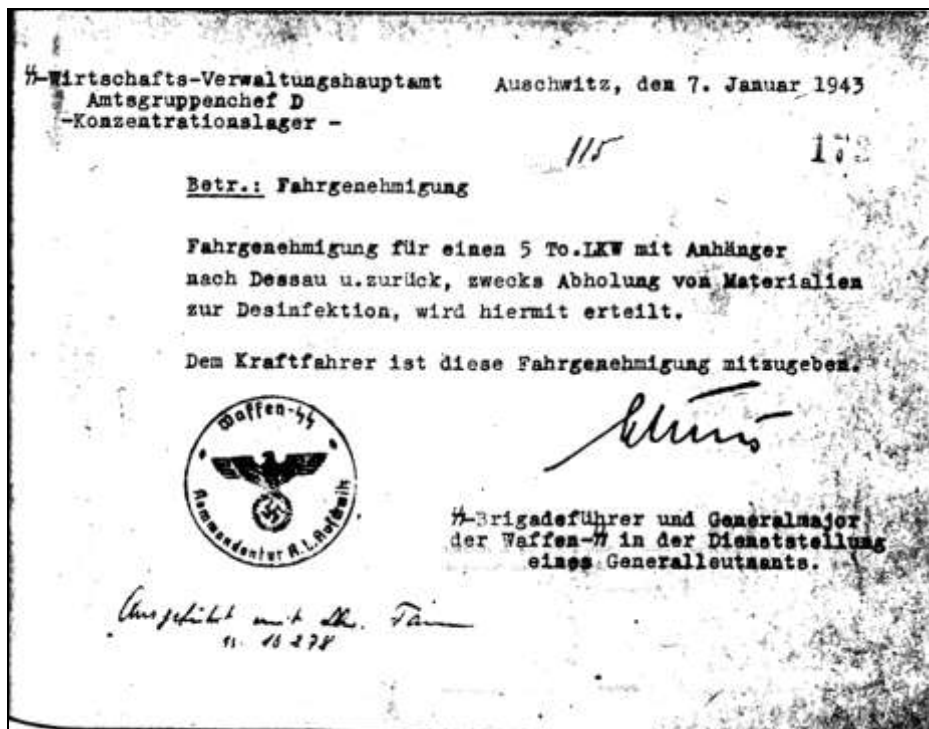 SS-Wirtschafts-Verwaltungshauptamt
Amtsgruppenchef D
-Konzentrationslager -
Auschwitz, den 7. Januar 1943
115
172
Betr.: Fahrgenehmigung
Fahrgenehmigung für einen 5 To.LKW mit Anhänger
nach Dessau u.zurück, zwecks Abholung von Materialien
zur Desinfektion, wird hiermit erteilt.
Dem Kraftfahrer ist diese Fahrgenehmigung mitzugeben.
Waffen-SS
Kommandantur K.L.Auschwitz
SS-Brigadeführer und Generalmajor
der Waffen-SS in der Dienststellung
eines Generalleutnants.
Ausgeführt mit